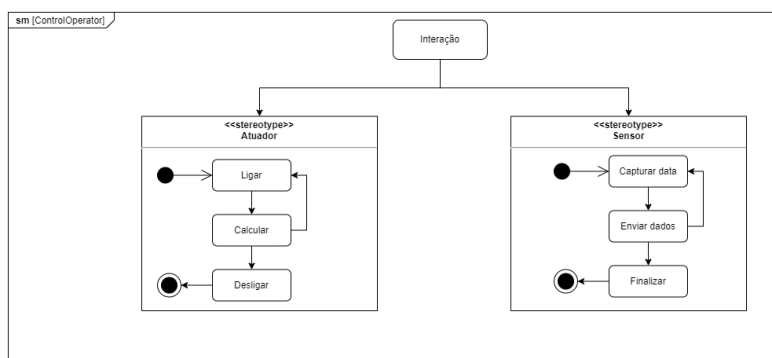 sm [ControlOperator]
Interação
<<stereotype>>
Atuador
Ligar
Calcular
Desligar
<<stereotype>>
Sensor
Capturar data
Enviar dados
Finalizar